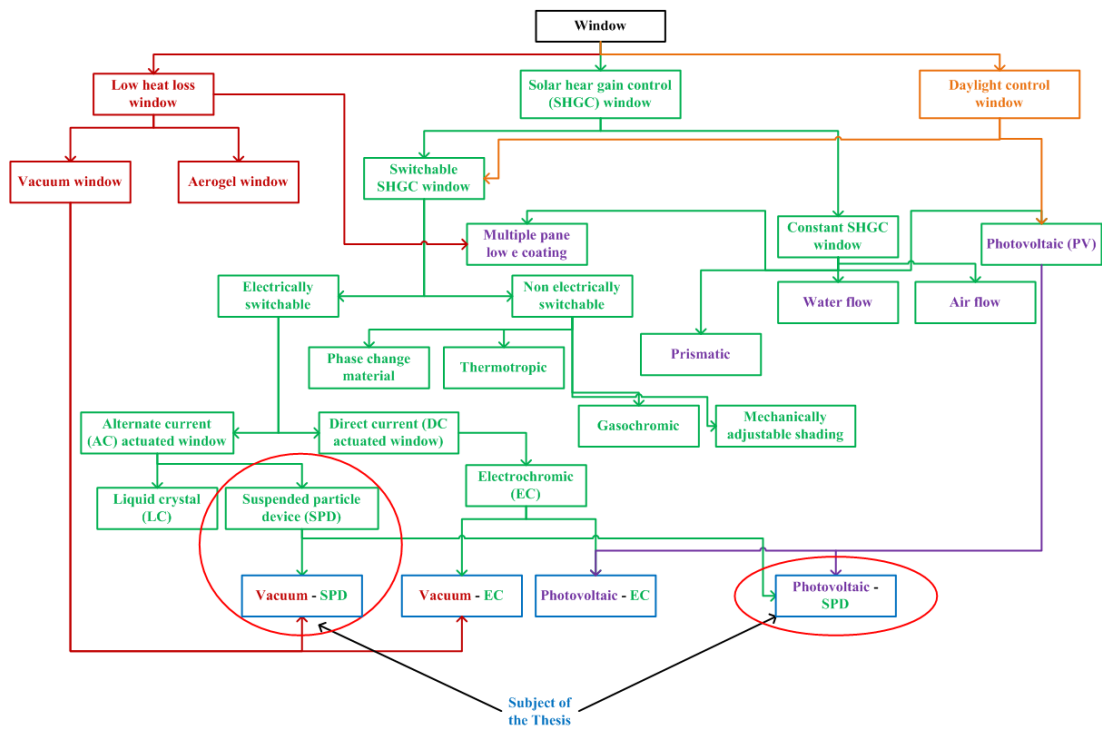 Window
Low heat loss
window
Solar hear gain control
(SHGC) window
Daylight control
window
Vacuum window
Aerogel window
Switchable
SHGC window
Multiple pane
low e coating
Constant SHGC
window
Photovoltaic (PV)
Electrically
switchable
Non electrically
switchable
Water flow
Air flow
Phase change
material
Thermotropic
Prismatic
Gasochromic
Mechanically
adjustable shading
Alternate current
(AC) actuated window
Direct current (DC
actuated window)
Electrochromic
(EC)
Liquid crystal
(LC)
Suspended particle
device (SPD)
Vacuum - SPD
Vacuum - EC
Photovoltaic - EC
Photovoltaic -
SPD
Subject of
the Thesis